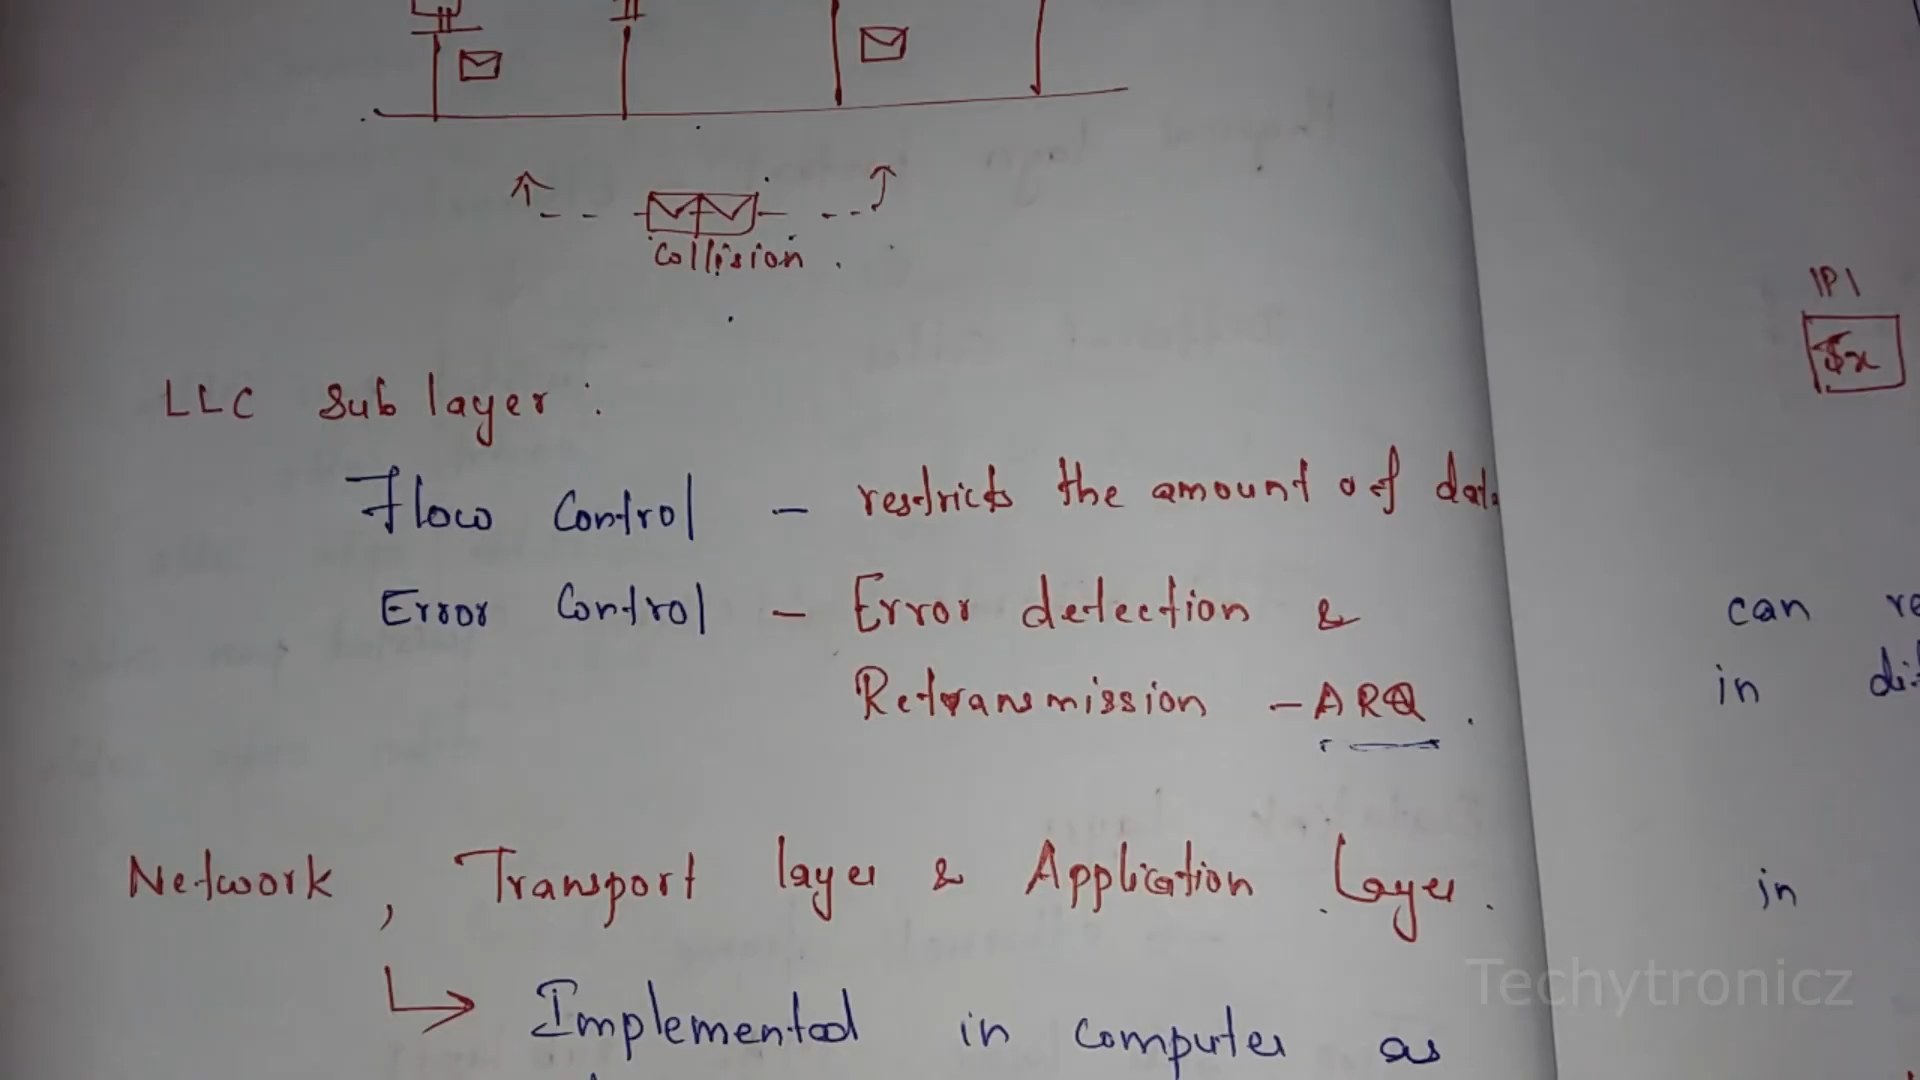 Collision .
LLC Sub layer :
Flow Control - restricts the amount of data
Error Control - Error detection &
Retransmission - ARQ .
Network , Transport layer & Application Layer .
Implemented in computer as
IP1
can
in
in
Techytronicz